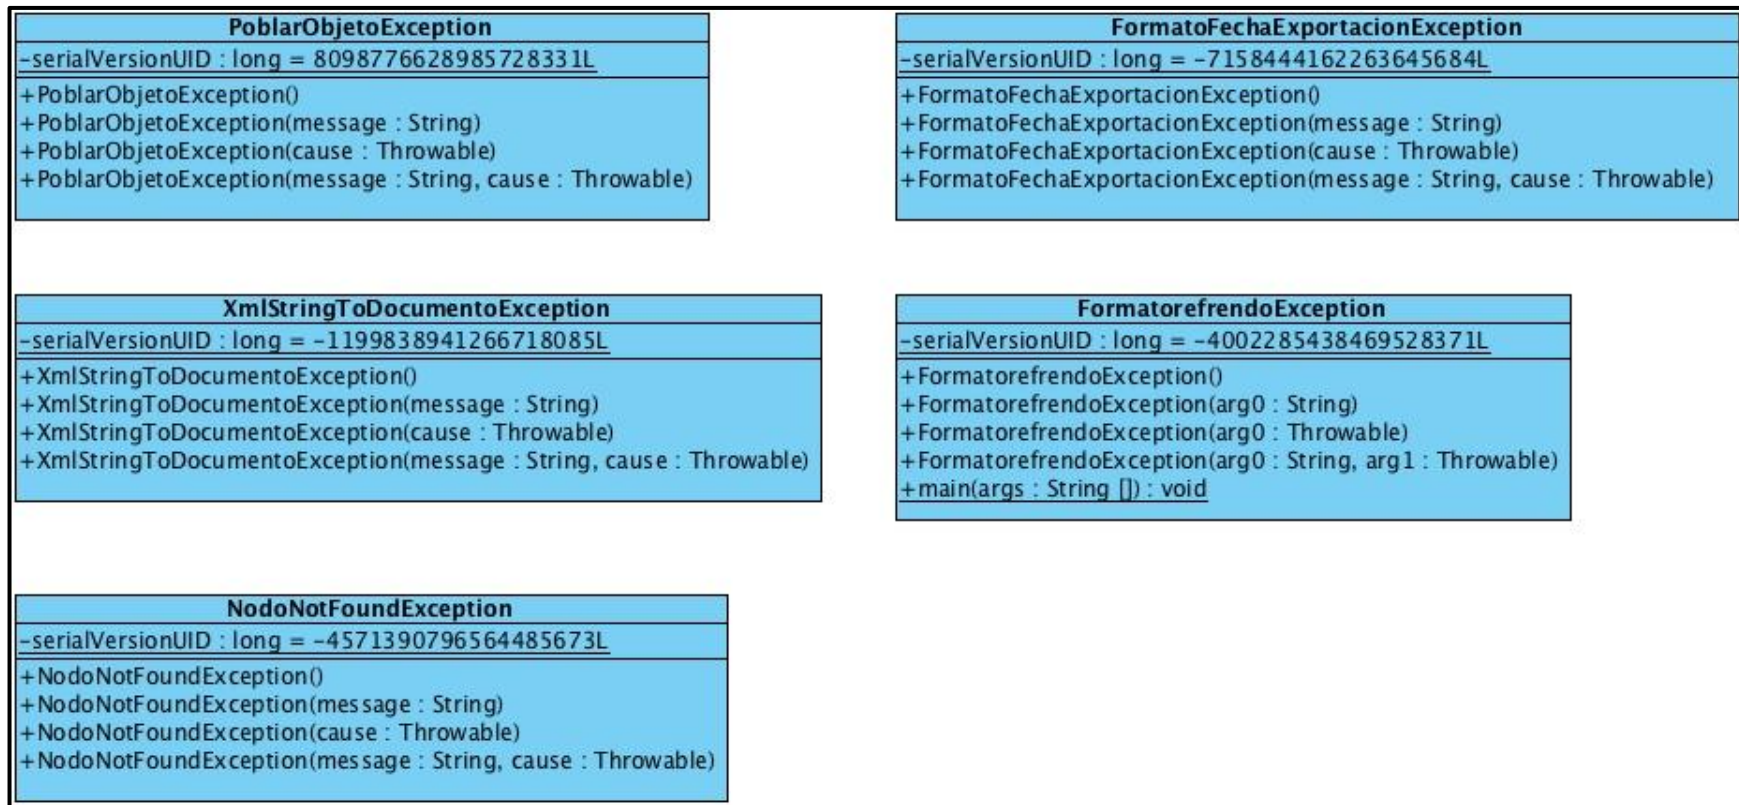 PoblarObjetoException
-serialVersionUID : long = 8098776628985728331L
+PoblarObjetoException()
+PoblarObjetoException(message : String)
+PoblarObjetoException(cause : Throwable)
+PoblarObjetoException(message : String, cause : Throwable)
FormatoFechaExportacionException
-serialVersionUID : long = -7158444162263645684L
+FormatoFechaExportacionException()
+FormatoFechaExportacionException(message : String)
+FormatoFechaExportacionException(cause : Throwable)
+FormatoFechaExportacionException(message : String, cause : Throwable)
XmlStringToDocumentoException
-serialVersionUID : long = -1199838941266718085L
+XmlStringToDocumentoException()
+XmlStringToDocumentoException(message : String)
+XmlStringToDocumentoException(cause : Throwable)
+XmlStringToDocumentoException(message : String, cause : Throwable)
FormatorefrendoException
-serialVersionUID : long = -4002285438469528371L
+FormatorefrendoException()
+FormatorefrendoException(arg0 : String)
+FormatorefrendoException(arg0 : Throwable)
+FormatorefrendoException(arg0 : String, arg1 : Throwable)
+main(args : String []) : void
NodoNotFoundException
-serialVersionUID : long = -4571390796564485673L
+NodoNotFoundException()
+NodoNotFoundException(message : String)
+NodoNotFoundException(cause : Throwable)
+NodoNotFoundException(message : String, cause : Throwable)